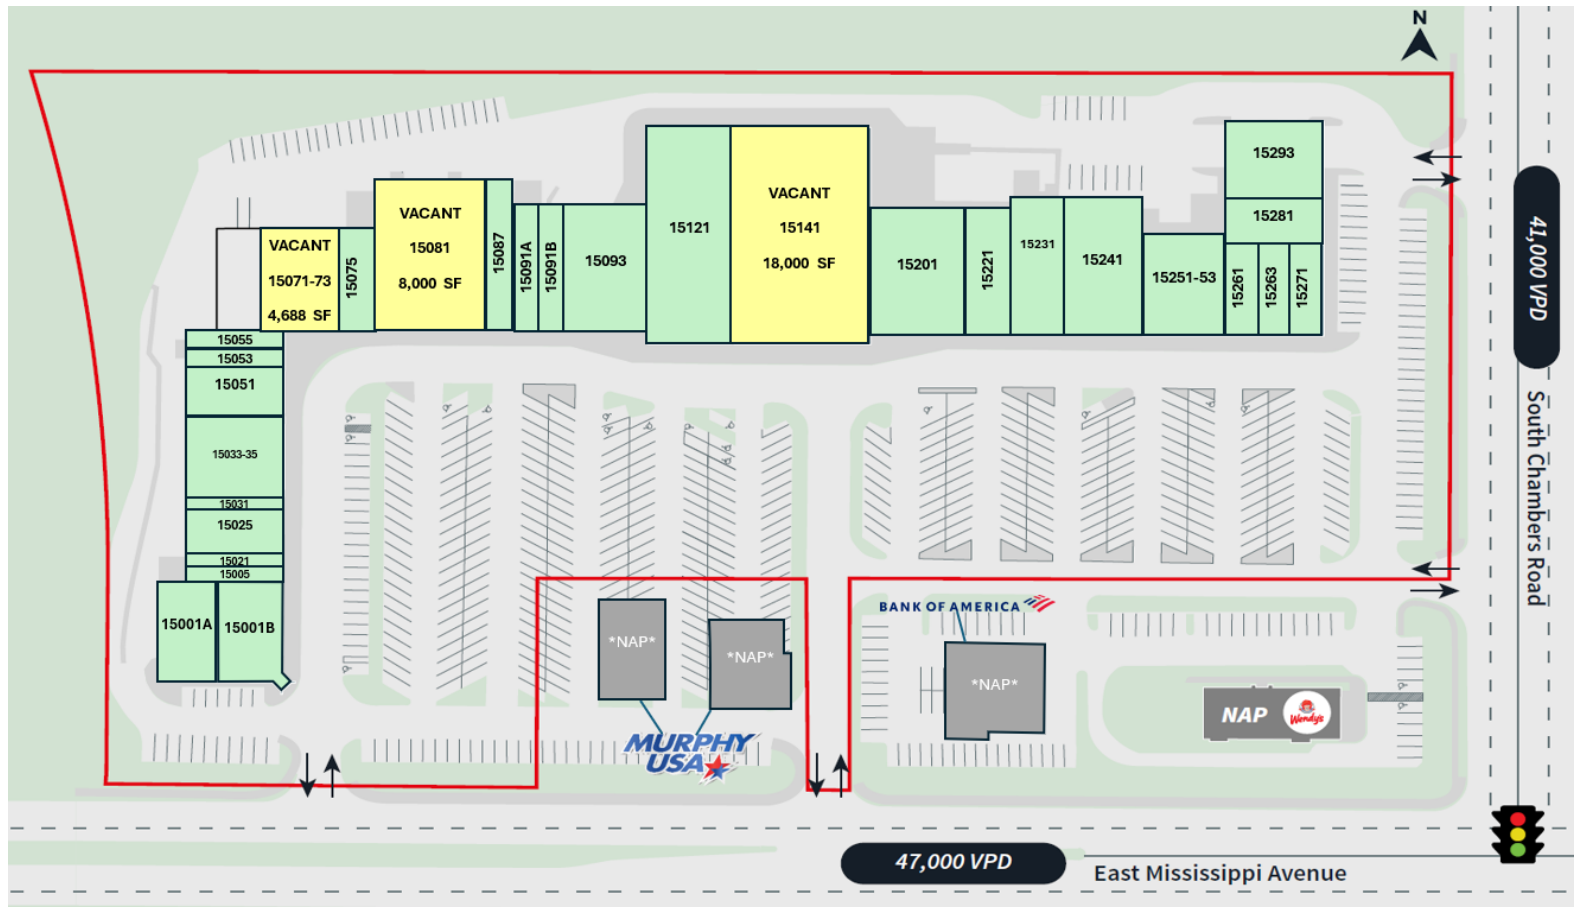 N
15293
15281
VACANT
15141
18,000 SF
VACANT
15081
8,000 SF
15121
VACANT
15071-73
4,688 SF
15075
15087
15091A
15091B
15093
15201
15221
15231
15241
15251-53
15261
15263
15271
41,000 VPD
South Chambers Road
15055
15053
15051
15033-35
15031
15025
15021
15005
15001A
15001B
*NAP*
*NAP*
MURPHY
USA
BANK OF AMERICA
*NAP*
NAP
Wendy's
47,000 VPD
East Mississippi Avenue